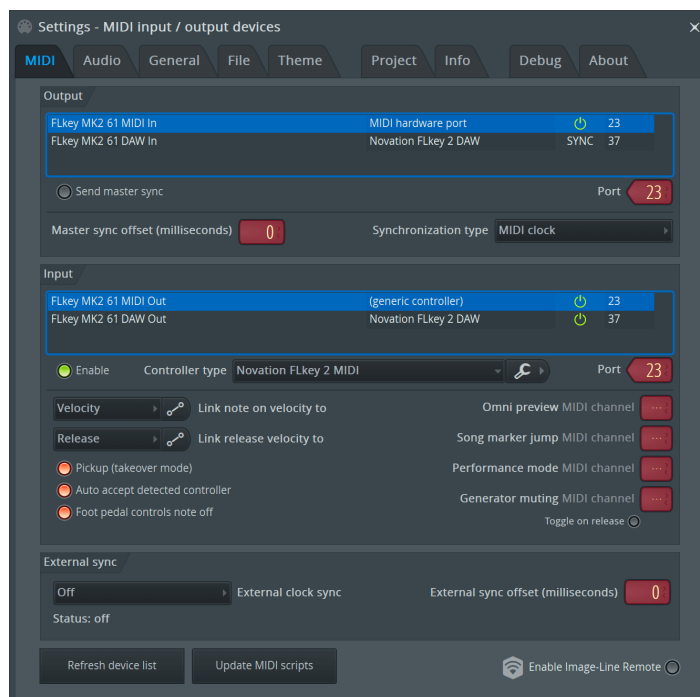 Settings - MIDI input / output devices
MIDI Audio General File Theme Project Info Debug About
Output
FLkey MK2 61 MIDI In MIDI hardware port 23
FLkey MK2 61 DAW In Novation FLkey 2 DAW SYNC 37
Send master sync Port 23
Master sync offset (milliseconds) 0 Synchronization type MIDI clock
Input
FLkey MK2 61 MIDI Out (generic controller) 23
FLkey MK2 61 DAW Out Novation FLkey 2 DAW 37
Enable Controller type Novation FLkey 2 MIDI Port 23
Velocity Link note on velocity to Omni preview MIDI channel ---
Release Link release velocity to Song marker jump MIDI channel ---
Pickup (takeover mode) Performance mode MIDI channel ---
Auto accept detected controller
Generator muting MIDI channel ---
Foot pedal controls note off
Toggle on release
External sync
Off External clock sync External sync offset (milliseconds) 0
Status: off
Refresh device list Update MIDI scripts Enable Image-Line Remote